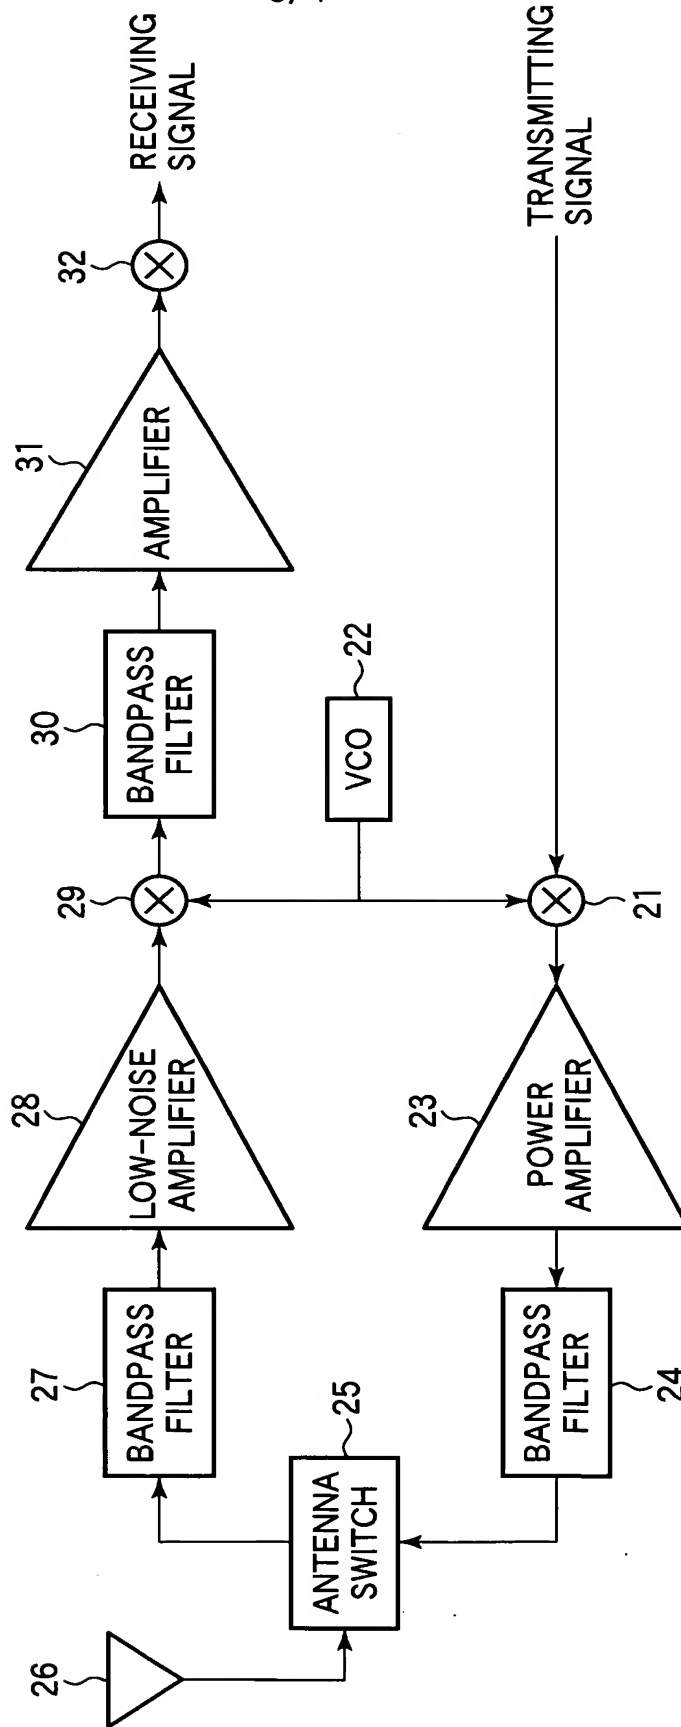 26
ANTENNA
SWITCH
25
BANDPASS
FILTER
27
LOW-NOISE
AMPLIFIER
28
29
BANDPASS
FILTER
30
AMPLIFIER
31
32
RECEIVING
SIGNAL
VCO
22
BANDPASS
FILTER
24
POWER
AMPLIFIER
23
21
TRANSMITTING
SIGNAL